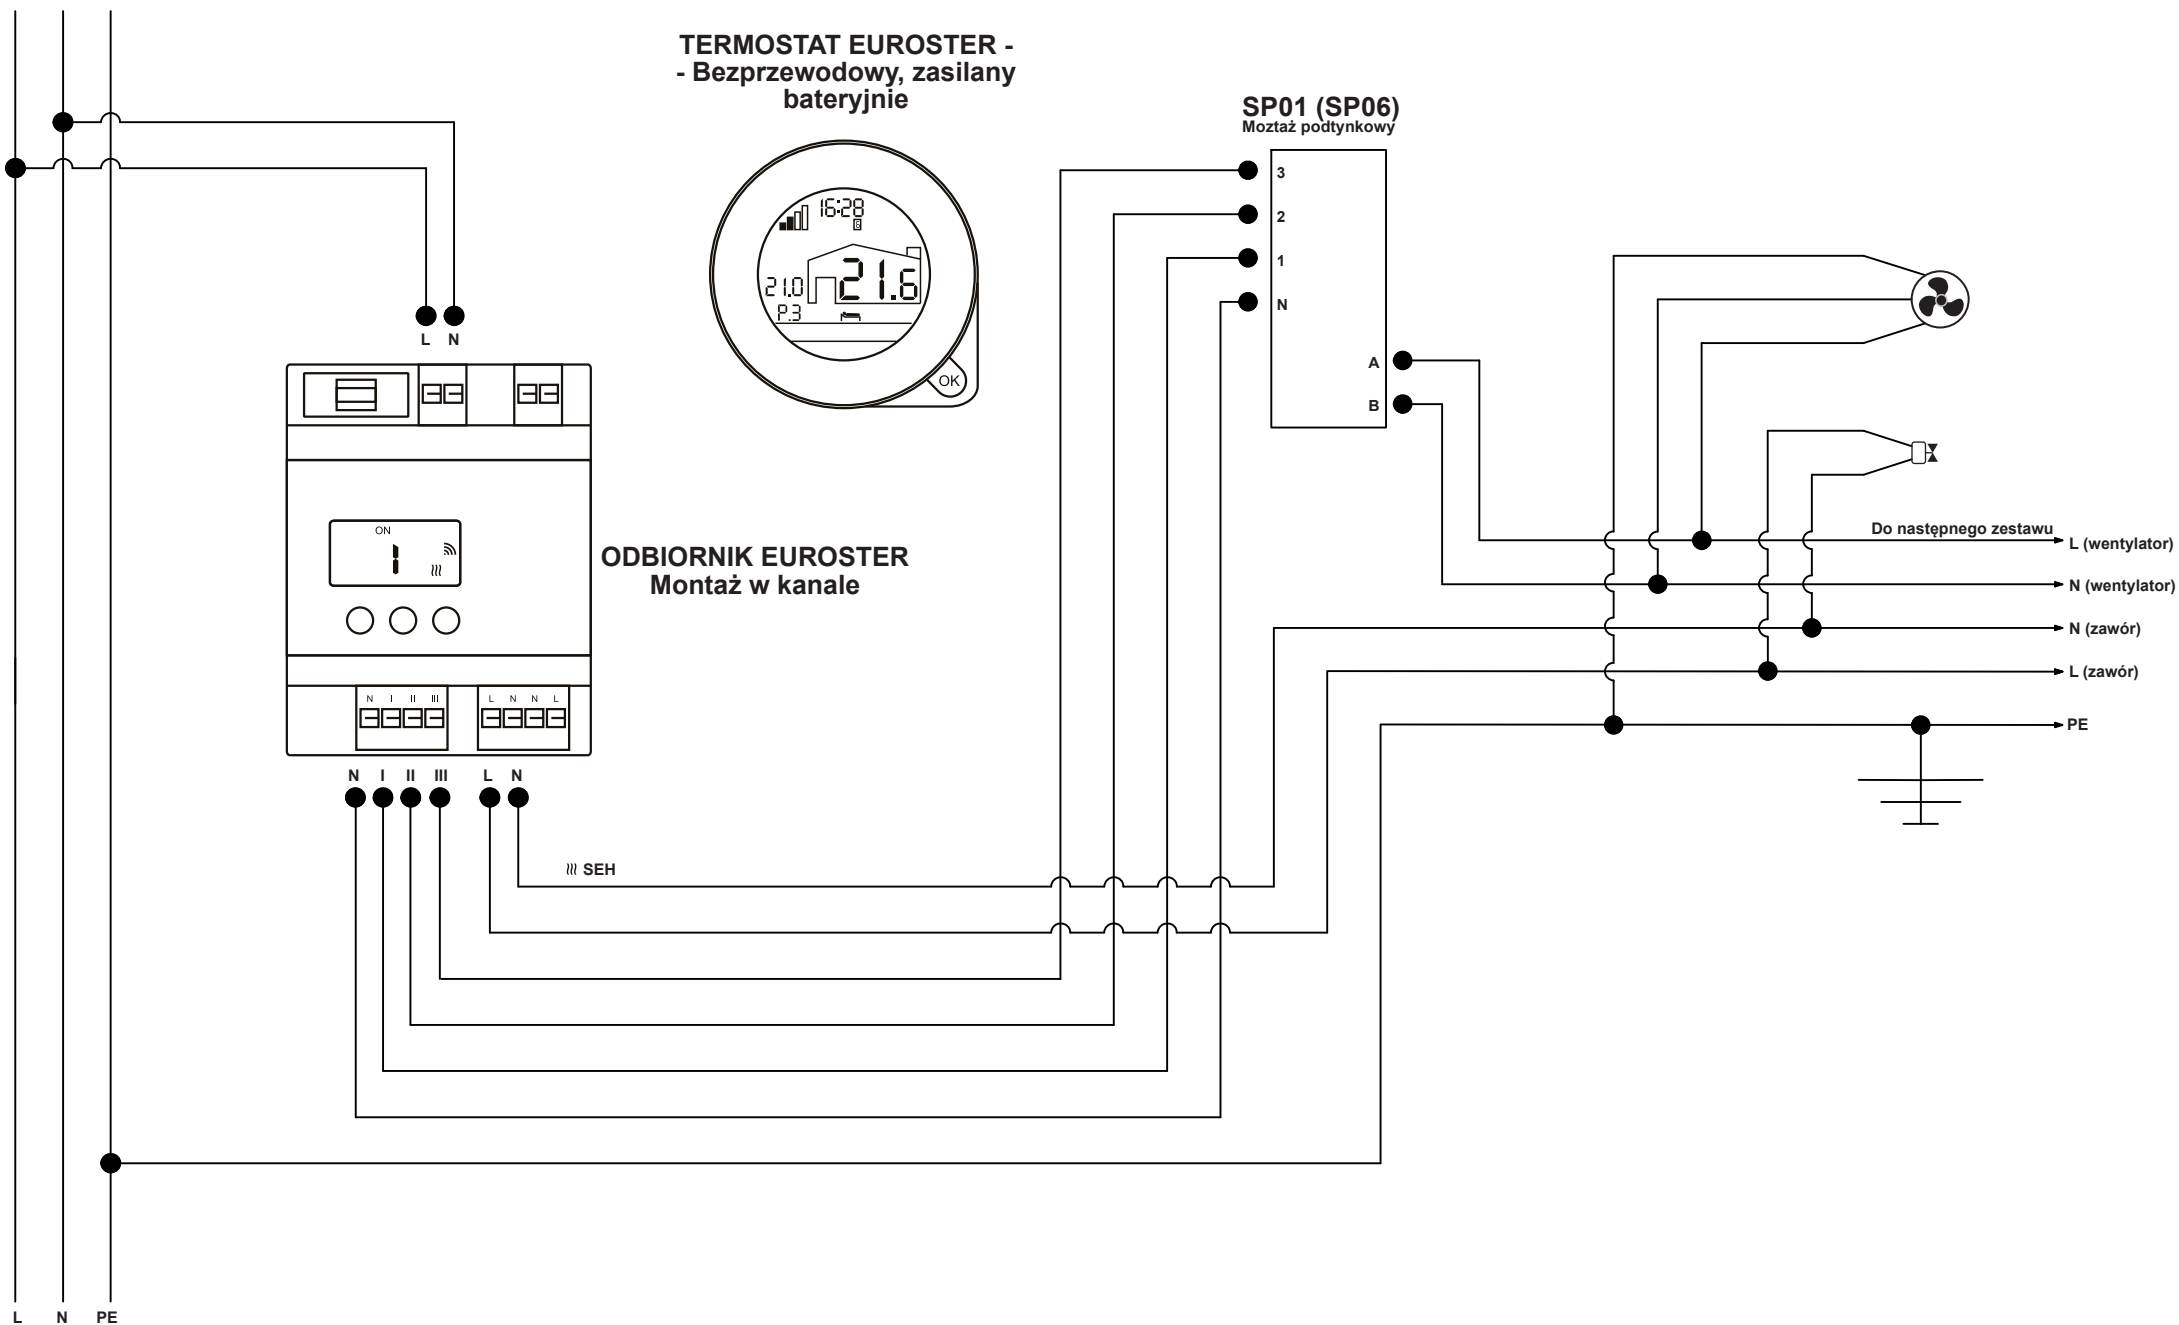 TERMOSTAT EUROSTER -
- Bezprzewodowy, zasilany
bateryjnie
SP01 (SP06)
Moztaż podtynkowy
3
2
1
N
A
B
16:28
6
21.0
21.6
P.3
OK
L N
ON
1
ODBIORNIK EUROSTER
Montaż w kanale
N I II III
L N N L
N I II III L N
SEH
Do następnego zestawu
L (wentylator)
N (wentylator)
N (zawór)
L (zawór)
PE
L N PE